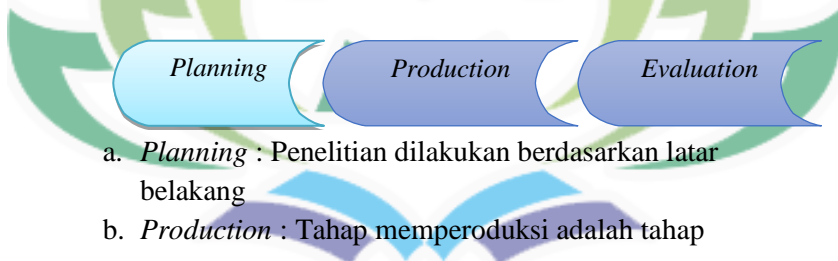 Planning Production Evaluation
a. Planning : Penelitian dilakukan berdasarkan latar
belakang
b. Production : Tahap memperoduksi adalah tahap